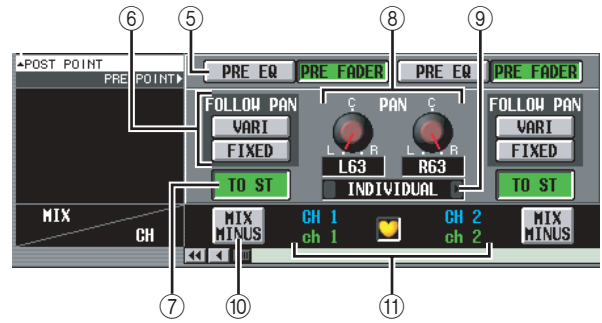 ⑥ ⑤ ⑧ ⑨
▲POST POINT
PRE POINT▶
PRE EQ PRE FADER PRE EQ PRE FADER
FOLLOW PAN C PAN C FOLLOW PAN
VARI VARI
FIXED L R L R FIXED
L63 R63
TO ST INDIVIDUAL TO ST
MIX CH
MIX MINUS CH 1 CH 2 MIX MINUS
ch 1 ch 2
⑦ ⑩ ⑪